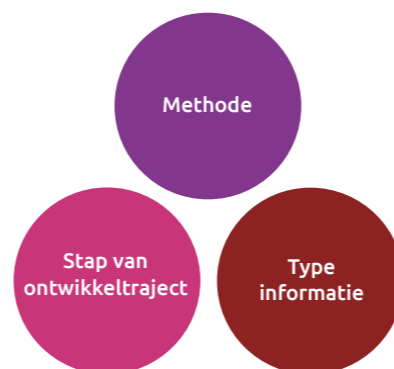 Methode
Stap van
ontwikkeltraject
Type
informatie